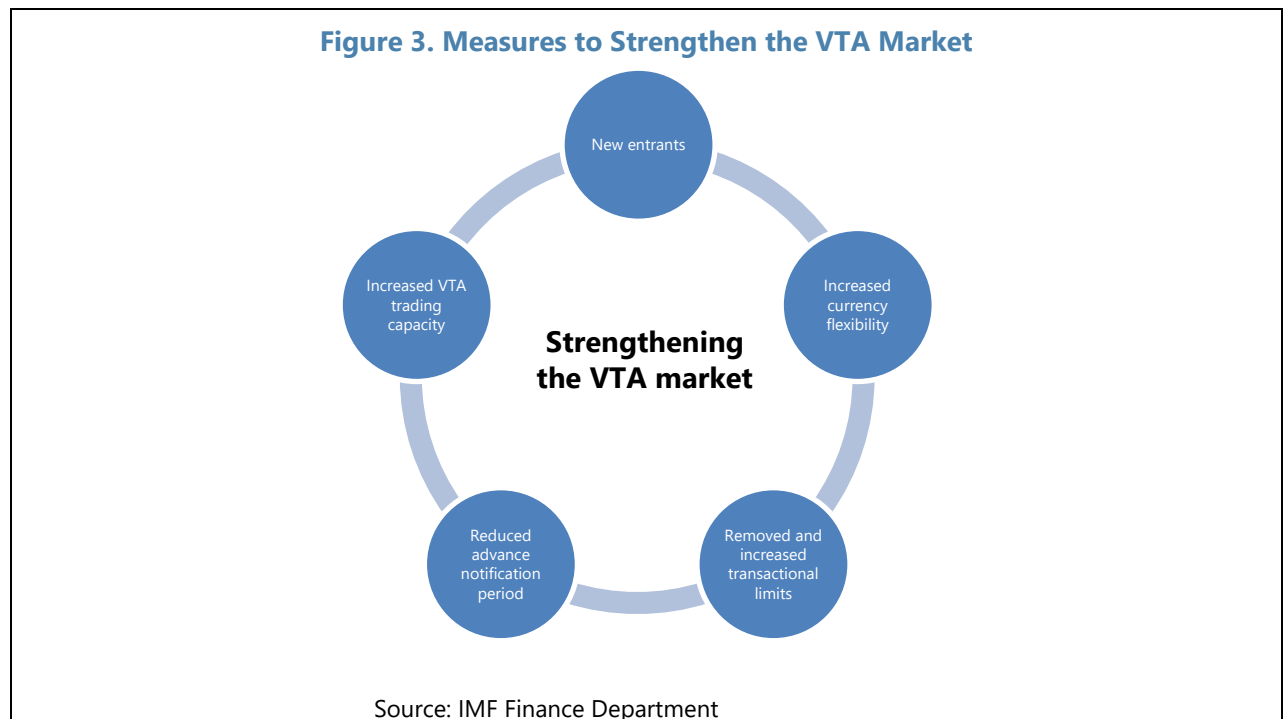 Figure 3. Measures to Strengthen the VTA Market
New entrants
Increased
currency
flexibility
Removed and
increased
transactional
limits
Reduced
advance
notification
period
Increased VTA
trading
capacity
Strengthening
the VTA market
Source: IMF Finance Department